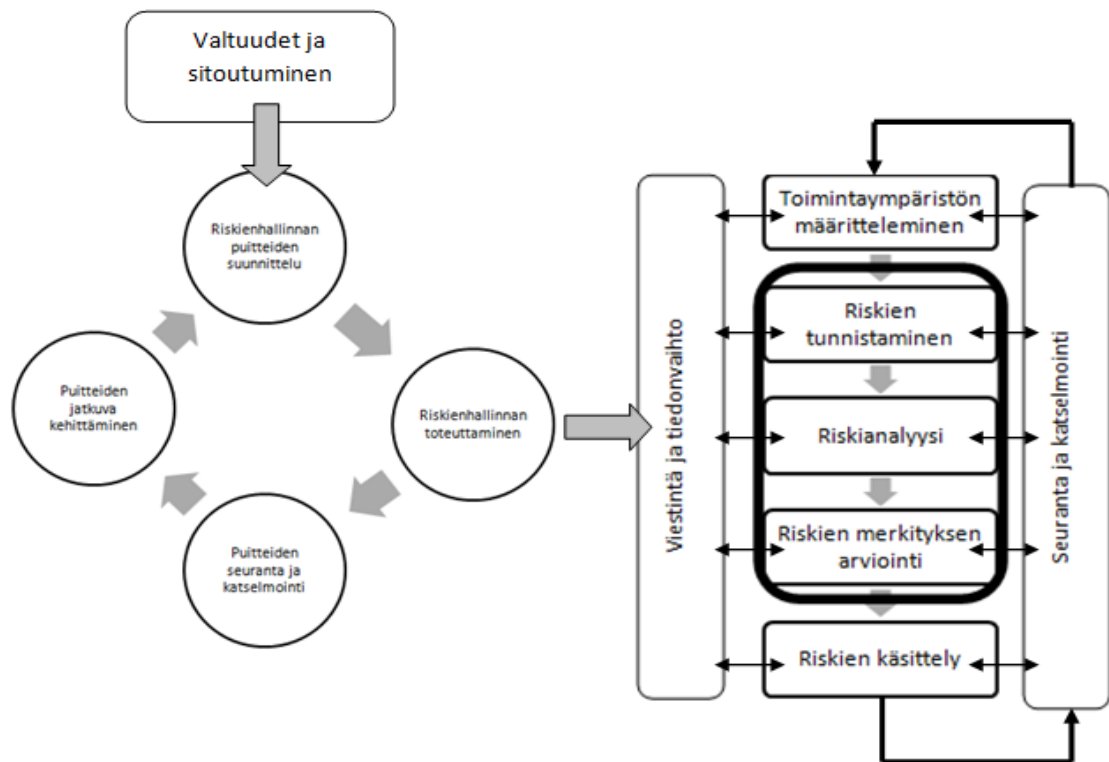 Valtuudet ja
sitoutuminen
Riskienhallinnan
puitteiden
suunnittelu
Puitteiden
jatkuva
kehittäminen
Riskienhallinnan
toteuttaminen
Puitteiden
seuranta ja
katselmointi
Viestintä ja tiedonvaihto
Toimintaympäristön
määritteleminen
Riskien
tunnistaminen
Riskianalyysi
Riskien merkityksen
arviointi
Riskien käsittely
Seuranta ja katselmointi